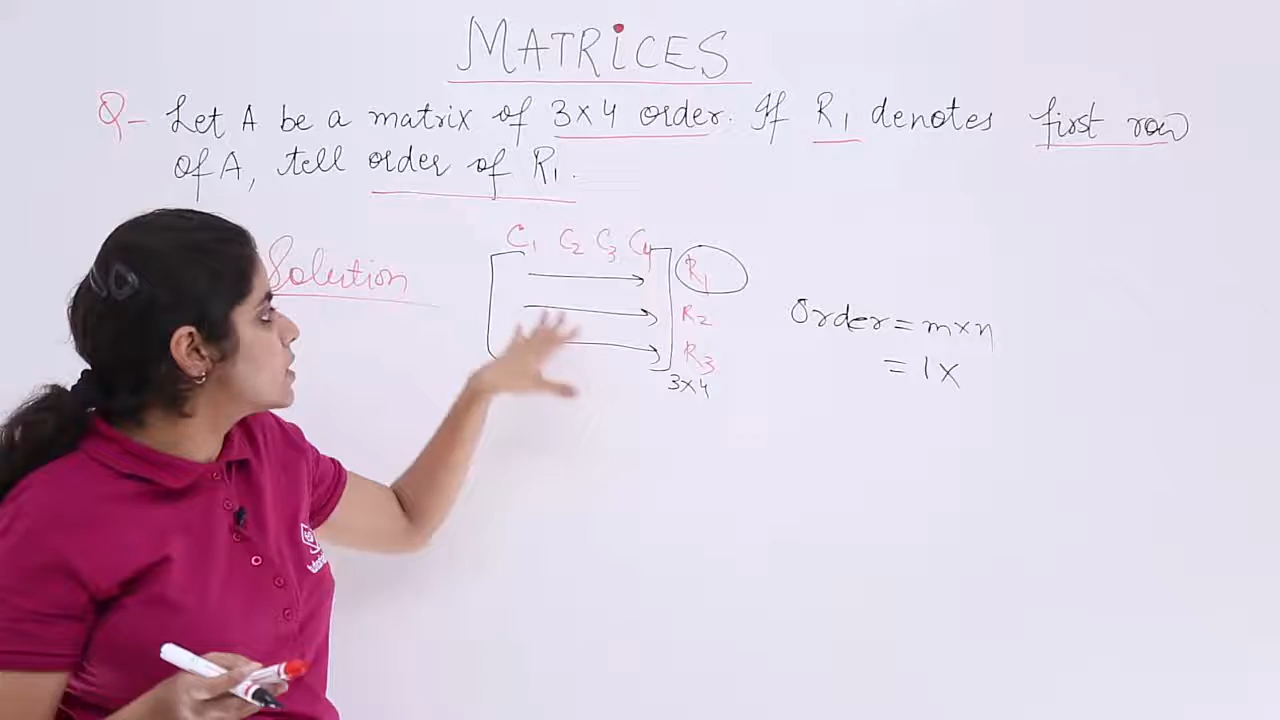 MATRICES
Q- Let A be a matrix of 3×4 order. If R1 denotes first row
of A, tell order of R1.
Solution
C1 C2 C3 C4
R1
R2
R3
3×4
Order = m×n
= 1×